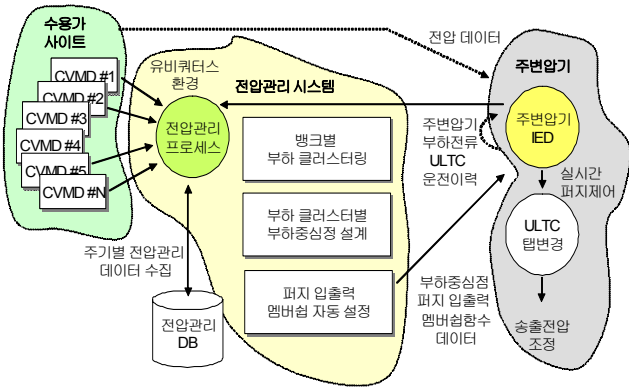 수용가
사이트
CVMD #1
CVMD #2
CVMD #3
CVMD #4
CVMD #5
CVMD #N
유비쿼터스
환경
전압관리 시스템
전압관리
프로세스
뱅크별
부하 클러스터링
부하 클러스터별
부하중심정 설계
퍼지 입출력
멤버쉽 자동 설정
주기별 전압관리
데이터 수집
전압관리
DB
전압 데이터
주변압기
주변압기
IED
주변압기
부하전류
ULTC
운전이력
실시간
퍼지제어
ULTC
탭변경
부하중심점
퍼지 입출력
멤버쉽함수
데이터
송출전압
조정